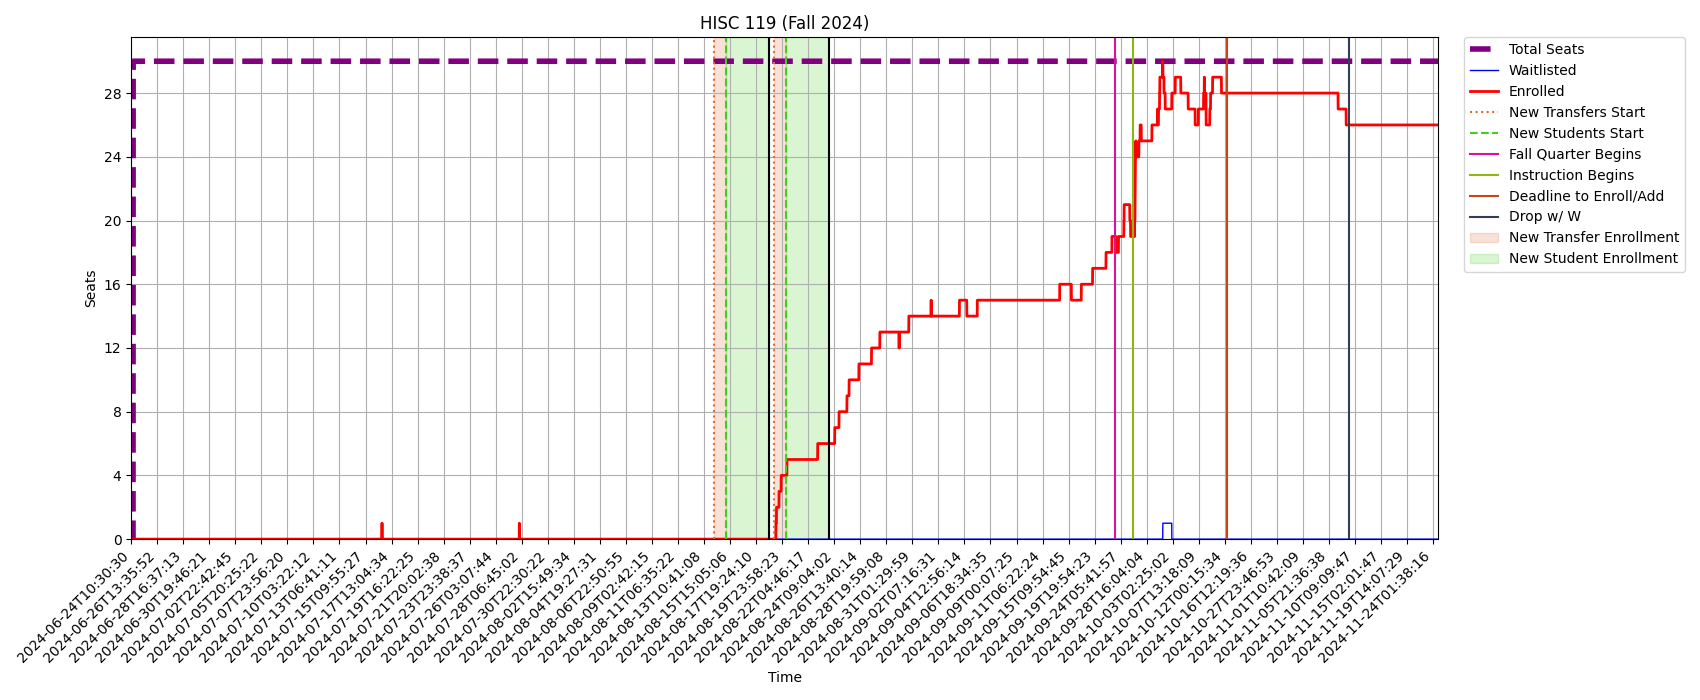 HISC 119 (Fall 2024)
Seats
28
24
20
16
12
8
4
0
2024-06-24T10:30:30
2024-06-26T13:35:52
2024-06-28T16:37:13
2024-06-30T19:46:21
2024-07-02T22:42:45
2024-07-05T20:25:22
2024-07-07T23:56:20
2024-07-10T03:22:12
2024-07-13T06:41:11
2024-07-15T09:55:27
2024-07-17T13:04:34
2024-07-19T16:22:25
2024-07-21T20:02:38
2024-07-23T23:38:37
2024-07-26T03:07:44
2024-07-28T06:45:02
2024-07-30T22:30:22
2024-08-02T15:49:34
2024-08-04T19:27:31
2024-08-06T22:50:55
2024-08-09T02:42:15
2024-08-11T06:35:22
2024-08-13T10:41:08
2024-08-15T15:05:06
2024-08-17T19:24:10
2024-08-19T23:58:23
2024-08-22T04:46:17
2024-08-24T09:04:02
2024-08-26T13:40:14
2024-08-28T19:59:08
2024-08-31T01:29:59
2024-09-02T07:16:31
2024-09-04T12:56:14
2024-09-06T18:34:35
2024-09-09T00:07:25
2024-09-11T06:22:24
2024-09-15T09:54:45
2024-09-19T19:54:23
2024-09-24T05:41:57
2024-09-28T16:04:04
2024-10-03T02:25:02
2024-10-07T13:18:09
2024-10-12T00:15:34
2024-10-16T12:19:36
2024-10-27T23:46:53
2024-11-01T10:42:09
2024-11-05T21:36:38
2024-11-10T09:09:47
2024-11-15T02:01:47
2024-11-19T14:07:29
2024-11-24T01:38:16
Time
Total Seats
Waitlisted
Enrolled
New Transfers Start
New Students Start
Fall Quarter Begins
Instruction Begins
Deadline to Enroll/Add
Drop w/ W
New Transfer Enrollment
New Student Enrollment